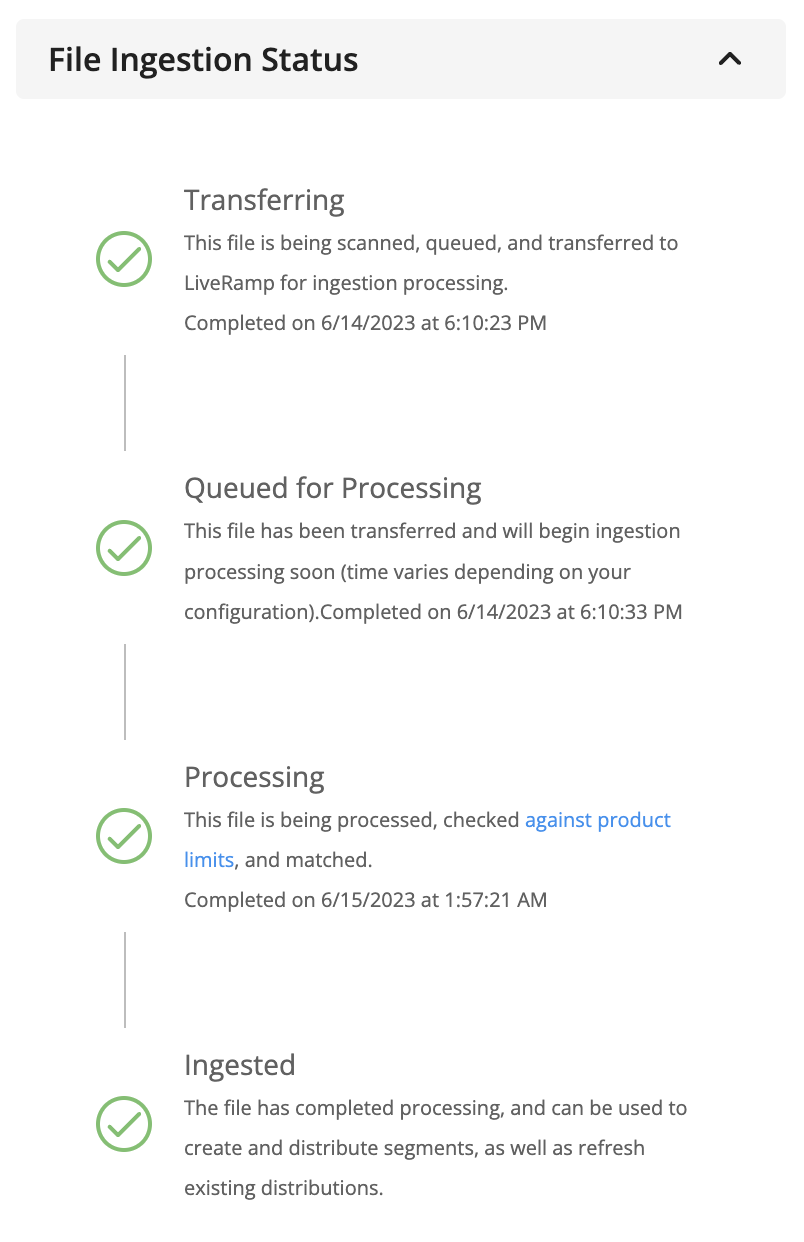 File Ingestion Status
Transferring
This file is being scanned, queued, and transferred to
LiveRamp for ingestion processing.
Completed on 6/14/2023 at 6:10:23 PM
Queued for Processing
This file has been transferred and will begin ingestion
processing soon (time varies depending on your
configuration).Completed on 6/14/2023 at 6:10:33 PM
Processing
This file is being processed, checked against product
limits, and matched.
Completed on 6/15/2023 at 1:57:21 AM
Ingested
The file has completed processing, and can be used to
create and distribute segments, as well as refresh
existing distributions.